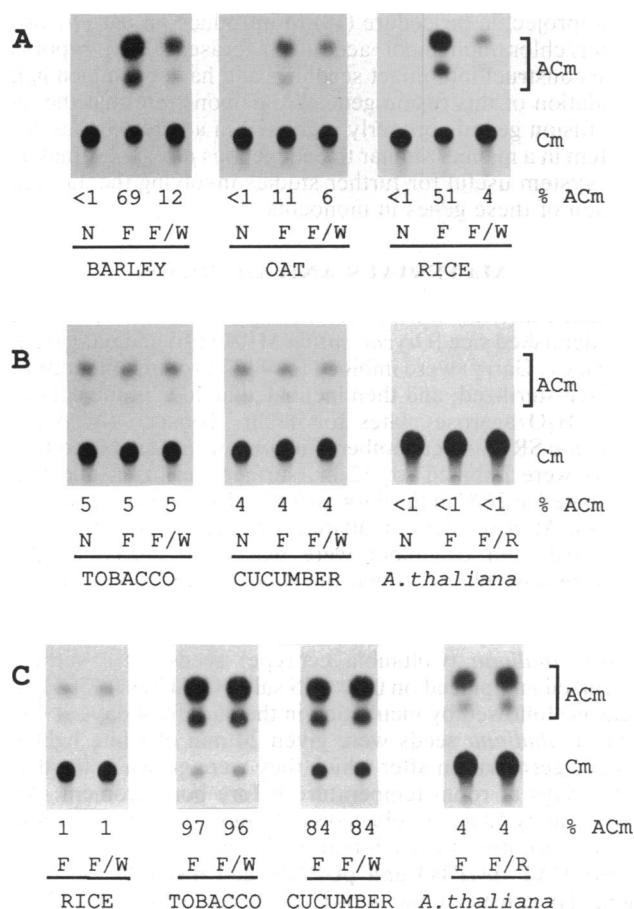 A
ACm
Cm
<1 69 12 <1 11 6 <1 51 4 % ACm
N F F/W N F F/W N F F/W
BARLEY OAT RICE
B
ACm
Cm
5 5 5 4 4 4 <1 <1 <1 % ACm
N F F/W N F F/W N F F/R
TOBACCO CUCUMBER A.thaliana
C
ACm
Cm
1 1 97 96 84 84 4 4 % ACm
F F/W F F/W F F/W F F/R
RICE TOBACCO CUCUMBER A.thaliana